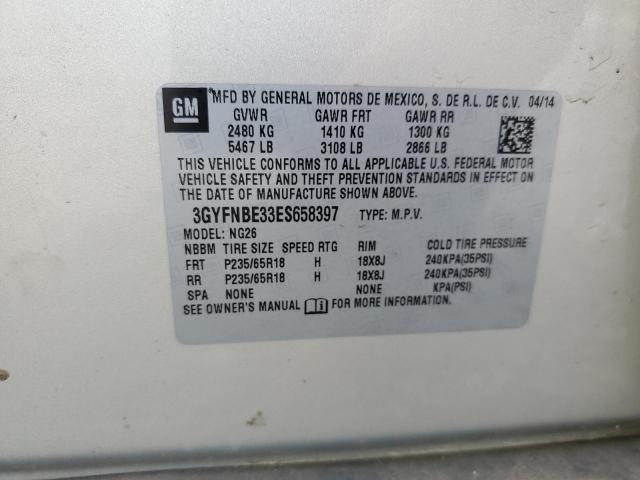 GM MFD BY GENERAL MOTORS DE MEXICO, S. DE R.L. DE C.V. 04/14
GVWR GAWR FRT GAWR RR
2480 KG 1410 KG 1300 KG
5467 LB 3108 LB 2866 LB
THIS VEHICLE CONFORMS TO ALL APPLICABLE U.S. FEDERAL MOTOR
VEHICLE SAFETY AND THEFT PREVENTION STANDARDS IN EFFECT ON
THE DATE OF MANUFACTURE SHOWN ABOVE.
3GYFNBE33ES658397 TYPE: M.P.V.
MODEL: NG26
NBBM TIRE SIZE SPEED RTG RIM COLD TIRE PRESSURE
FRT P235/65R18 H 18X8J 240KPA(35PSI)
RR P235/65R18 H 18X8J 240KPA(35PSI)
SPA NONE NONE KPA(PSI)
SEE OWNER'S MANUAL FOR MORE INFORMATION.